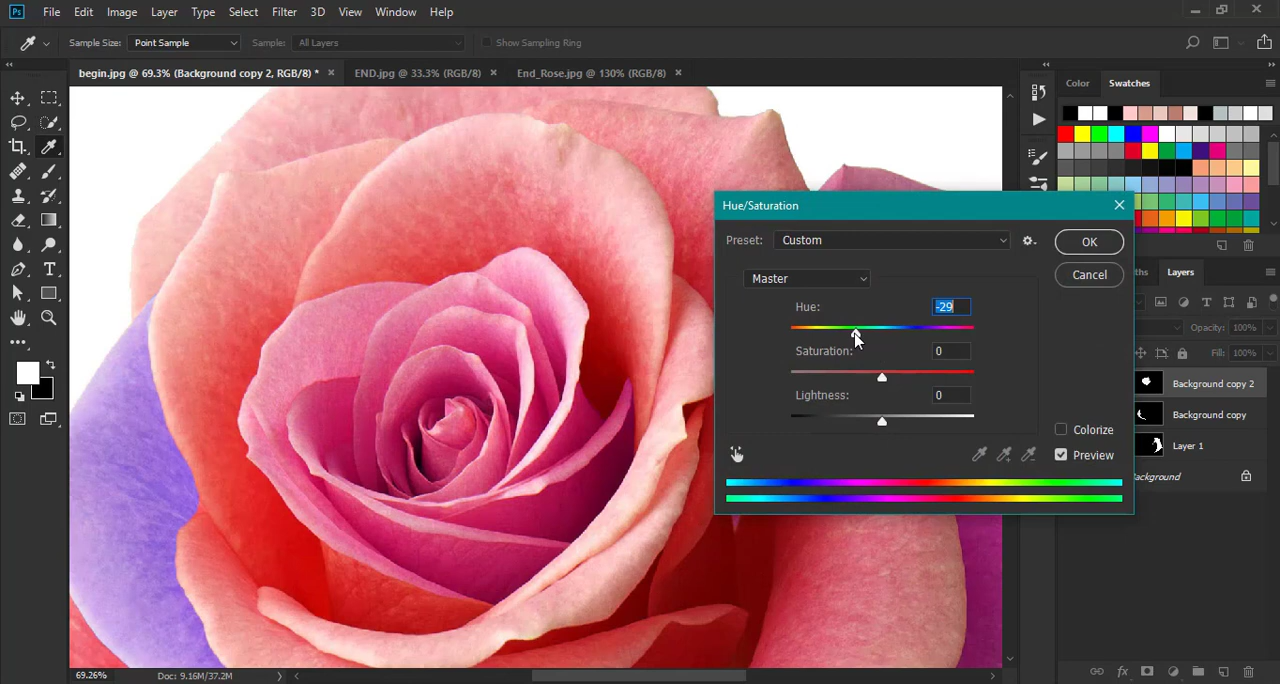 Ps File Edit Image Layer Type Select Filter 3D View Window Help
Sample Size: Point Sample Sample: All Layers Show Sampling Ring
begin.jpg @ 69.3% (Background copy 2, RGB/8) * × END.jpg @ 33.3% (RGB/8) × End_Rose.jpg @ 130% (RGB/8) ×
Color Swatches
Hue/Saturation
Preset: Custom OK
Master Cancel
Hue: -29
Saturation: 0
Lightness: 0
Colorize
Preview
ths Layers
Opacity: 100%
Fill: 100%
Background copy 2
Background copy
Layer 1
ackground
69.26% Doc: 9.16M/37.2M